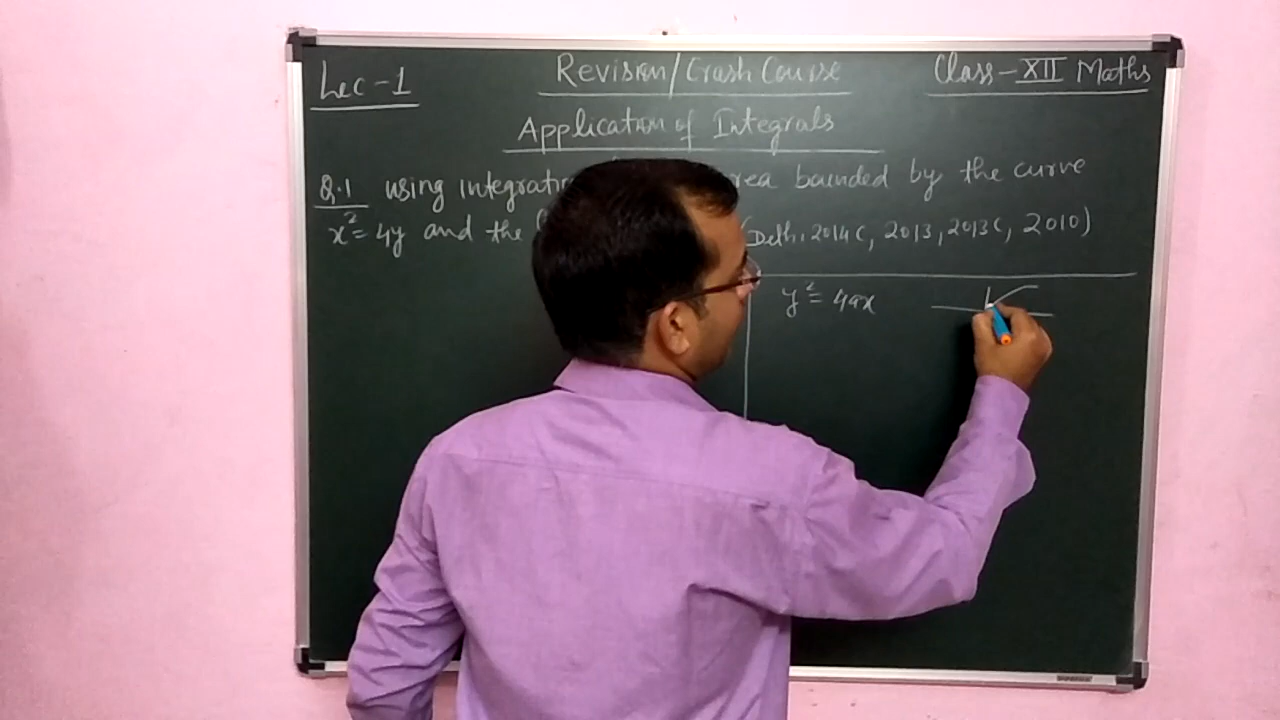 Lec-1
Revision/Crash Course
Class-XII Maths
Application of Integrals
Q.1 using integrati rea bounded by the curve
x² = 4y and the (Delhi 2014C, 2013, 2013C, 2010)
y² = 4ax